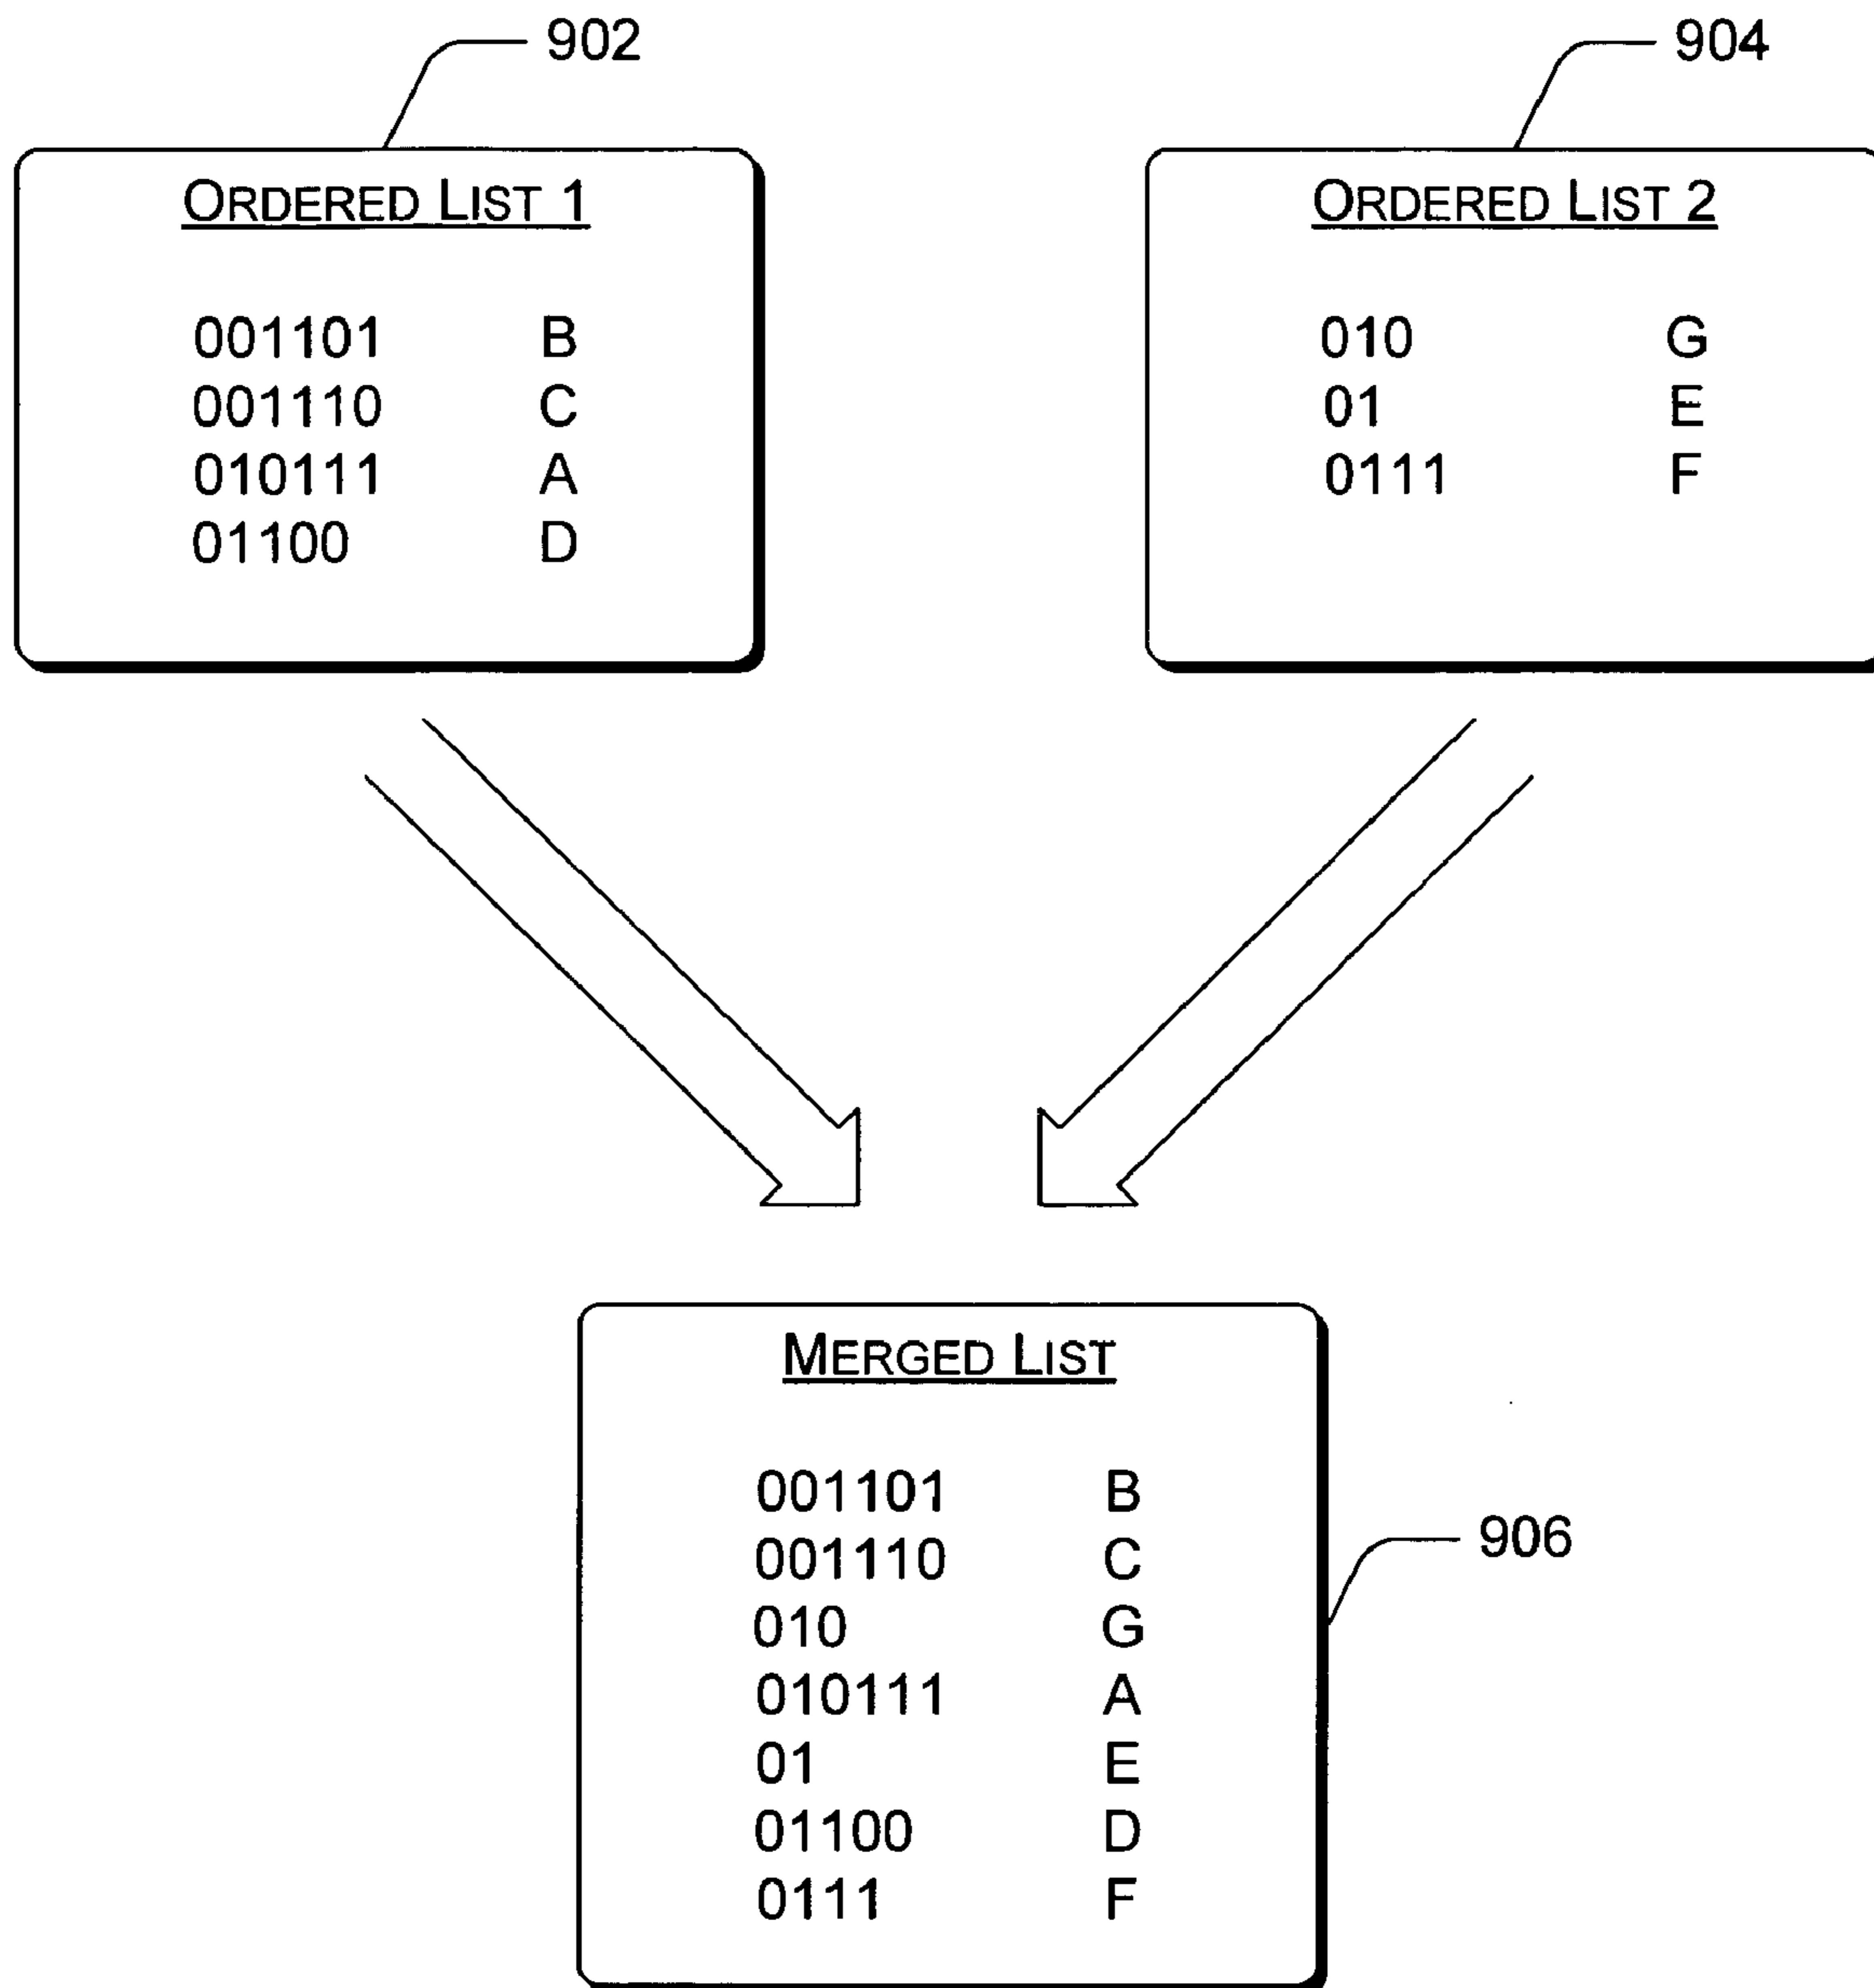 902
904
ORDERED LIST 1
001101 B
001110 C
010111 A
01100 D
ORDERED LIST 2
010 G
01 E
0111 F
MERGED LIST
001101 B
001110 C
010 G
010111 A
01 E
01100 D
0111 F
906